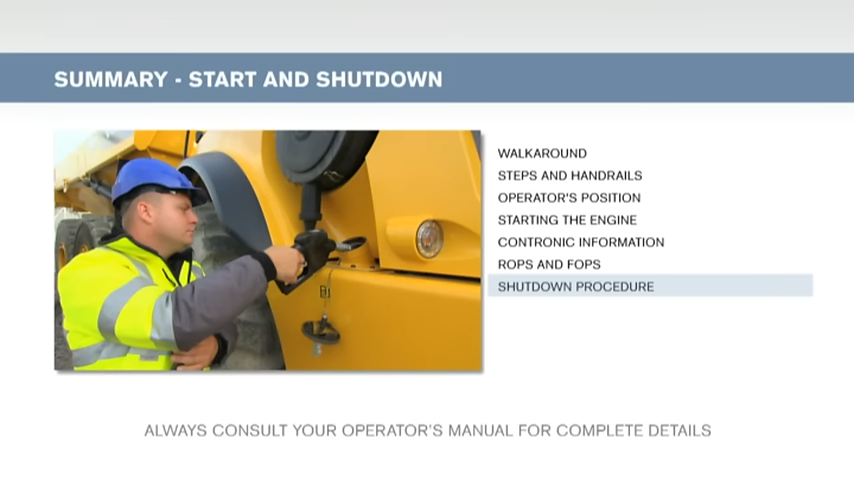 SUMMARY - START AND SHUTDOWN
WALKAROUND
STEPS AND HANDRAILS
OPERATOR'S POSITION
STARTING THE ENGINE
CONTRONIC INFORMATION
ROPS AND FOPS
SHUTDOWN PROCEDURE
ALWAYS CONSULT YOUR OPERATOR'S MANUAL FOR COMPLETE DETAILS